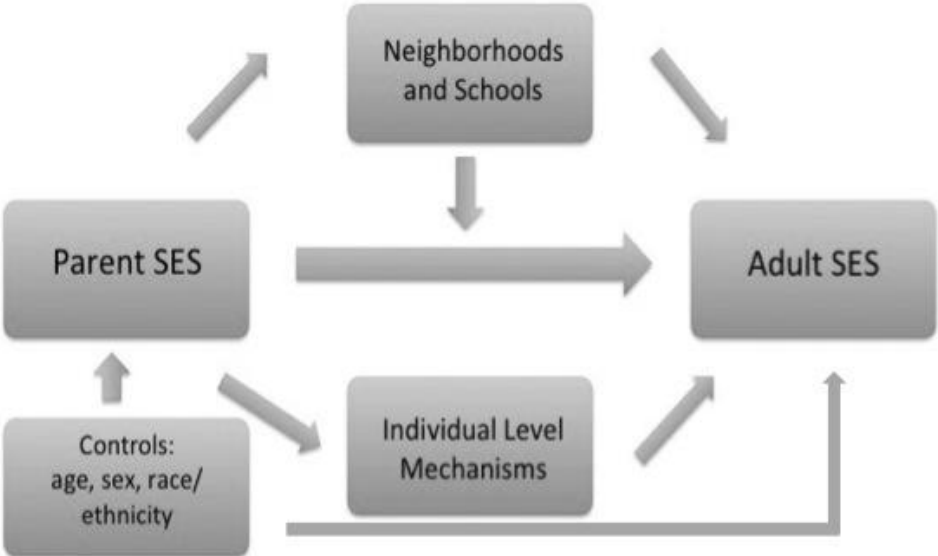 Neighborhoods
and Schools
Parent SES
Adult SES
Controls:
age, sex, race/
ethnicity
Individual Level
Mechanisms